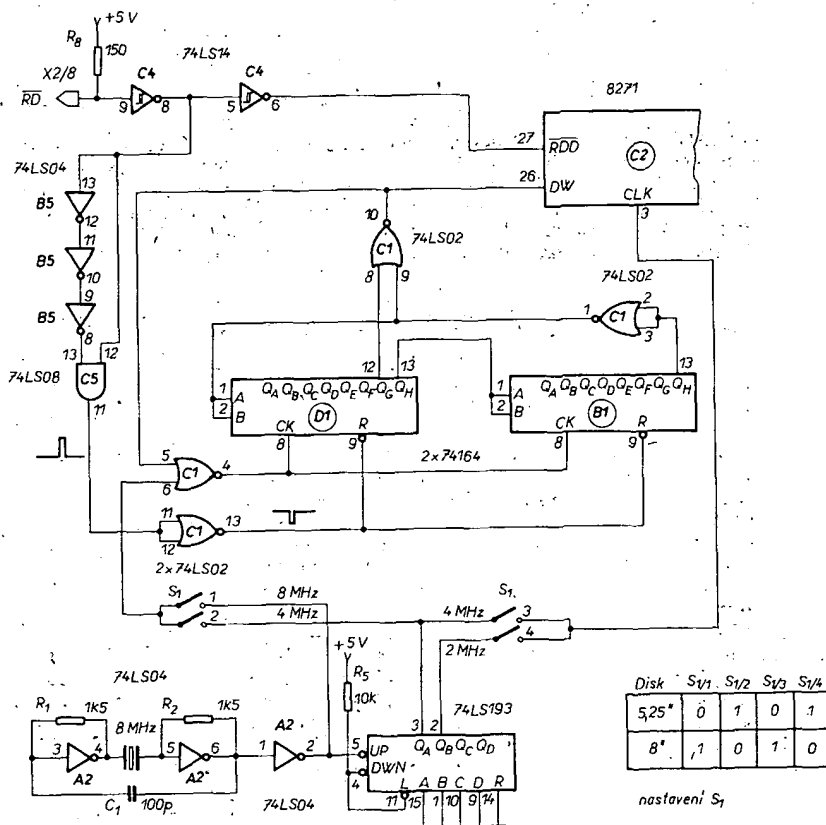 +5 V
R8
150
X2/8
RD
C4
9
8
74LS14
C4
5
6
8271
27
RDD
C2
26
DW
CLK
3
74LS04
13
B5
12
11
B5
10
9
B5
8
13
12
74LS08
C5
11
10
74LS02
C1
8
9
74LS02
1
C1
2
3
12
13
1
A
2
B
QA QB QC QD QE QF QG QH
D1
CK
R
8
9
13
1
A
2
B
QA QB QC QD QE QF QG QH
B1
CK
R
8
9
2×74164
5
6
C1
4
11
12
C1
13
2×74LS02
S1
1
2
8 MHz
4 MHz
4 MHz
2 MHz
S1
3
4
+5 V
R5
10k
74LS193
3
2
5
UP
QA QB QC QD
4
DWN
L A B C D R
11
15
1
10
9
14
74LS04
R1
1k5
R2
1k5
8 MHz
3
4
A2
5
6
A2
C1
100p
1
A2
2
74LS04
Disk S1/1 S1/2 S1/3 S1/4
5,25" 0 1 0 1
8" 1 0 1 0
nastavení S1